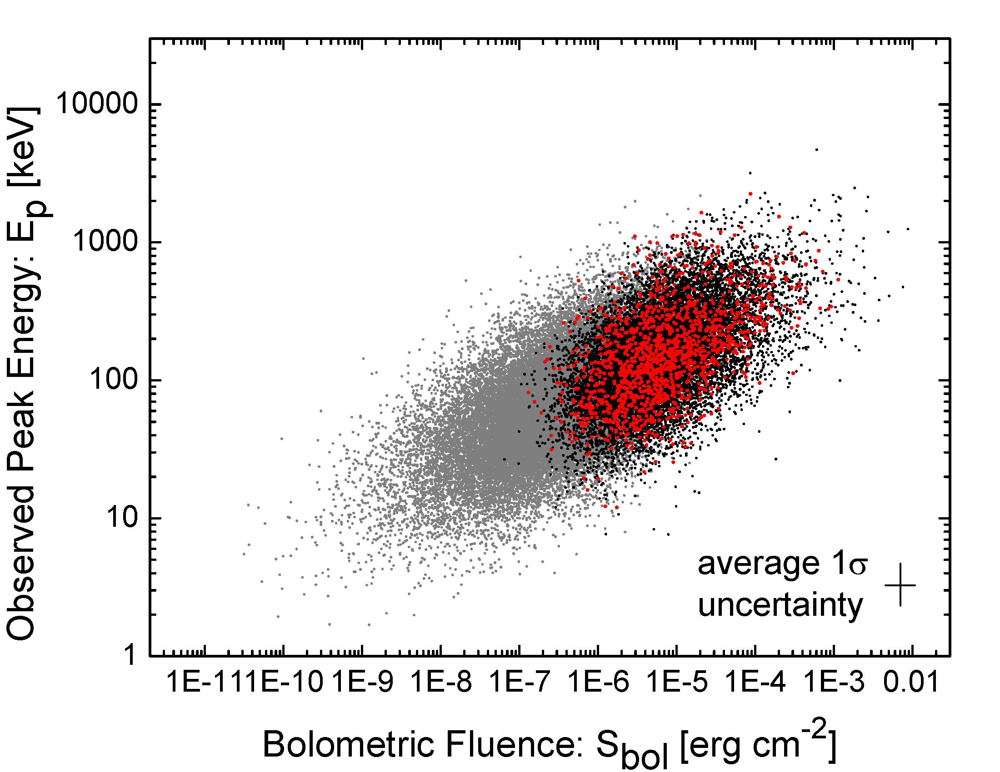 Observed Peak Energy: Ep [keV]
10000
1000
100
10
1
average 1σ
uncertainty
1E-11 1E-10 1E-9 1E-8 1E-7 1E-6 1E-5 1E-4 1E-3 0.01
Bolometric Fluence: Sbol [erg cm-2]